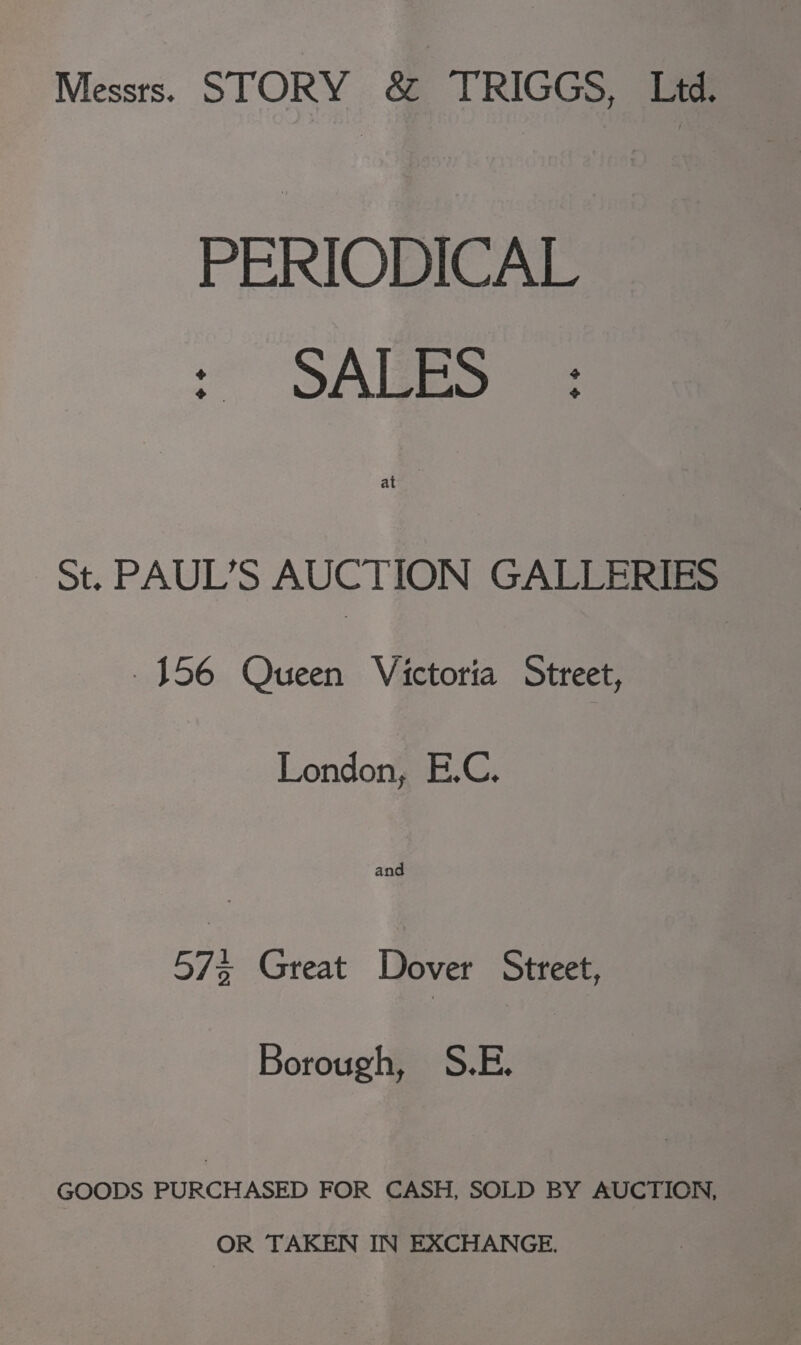 Messrs. STORY & TRIGGS, Ltd.
PERIODICAL
: SALES :
at
St. PAUL'S AUCTION GALLERIES
156 Queen Victoria Street,
London, E.C.
and
57½ Great Dover Street,
Borough, S.E.
GOODS PURCHASED FOR CASH, SOLD BY AUCTION,
OR TAKEN IN EXCHANGE.